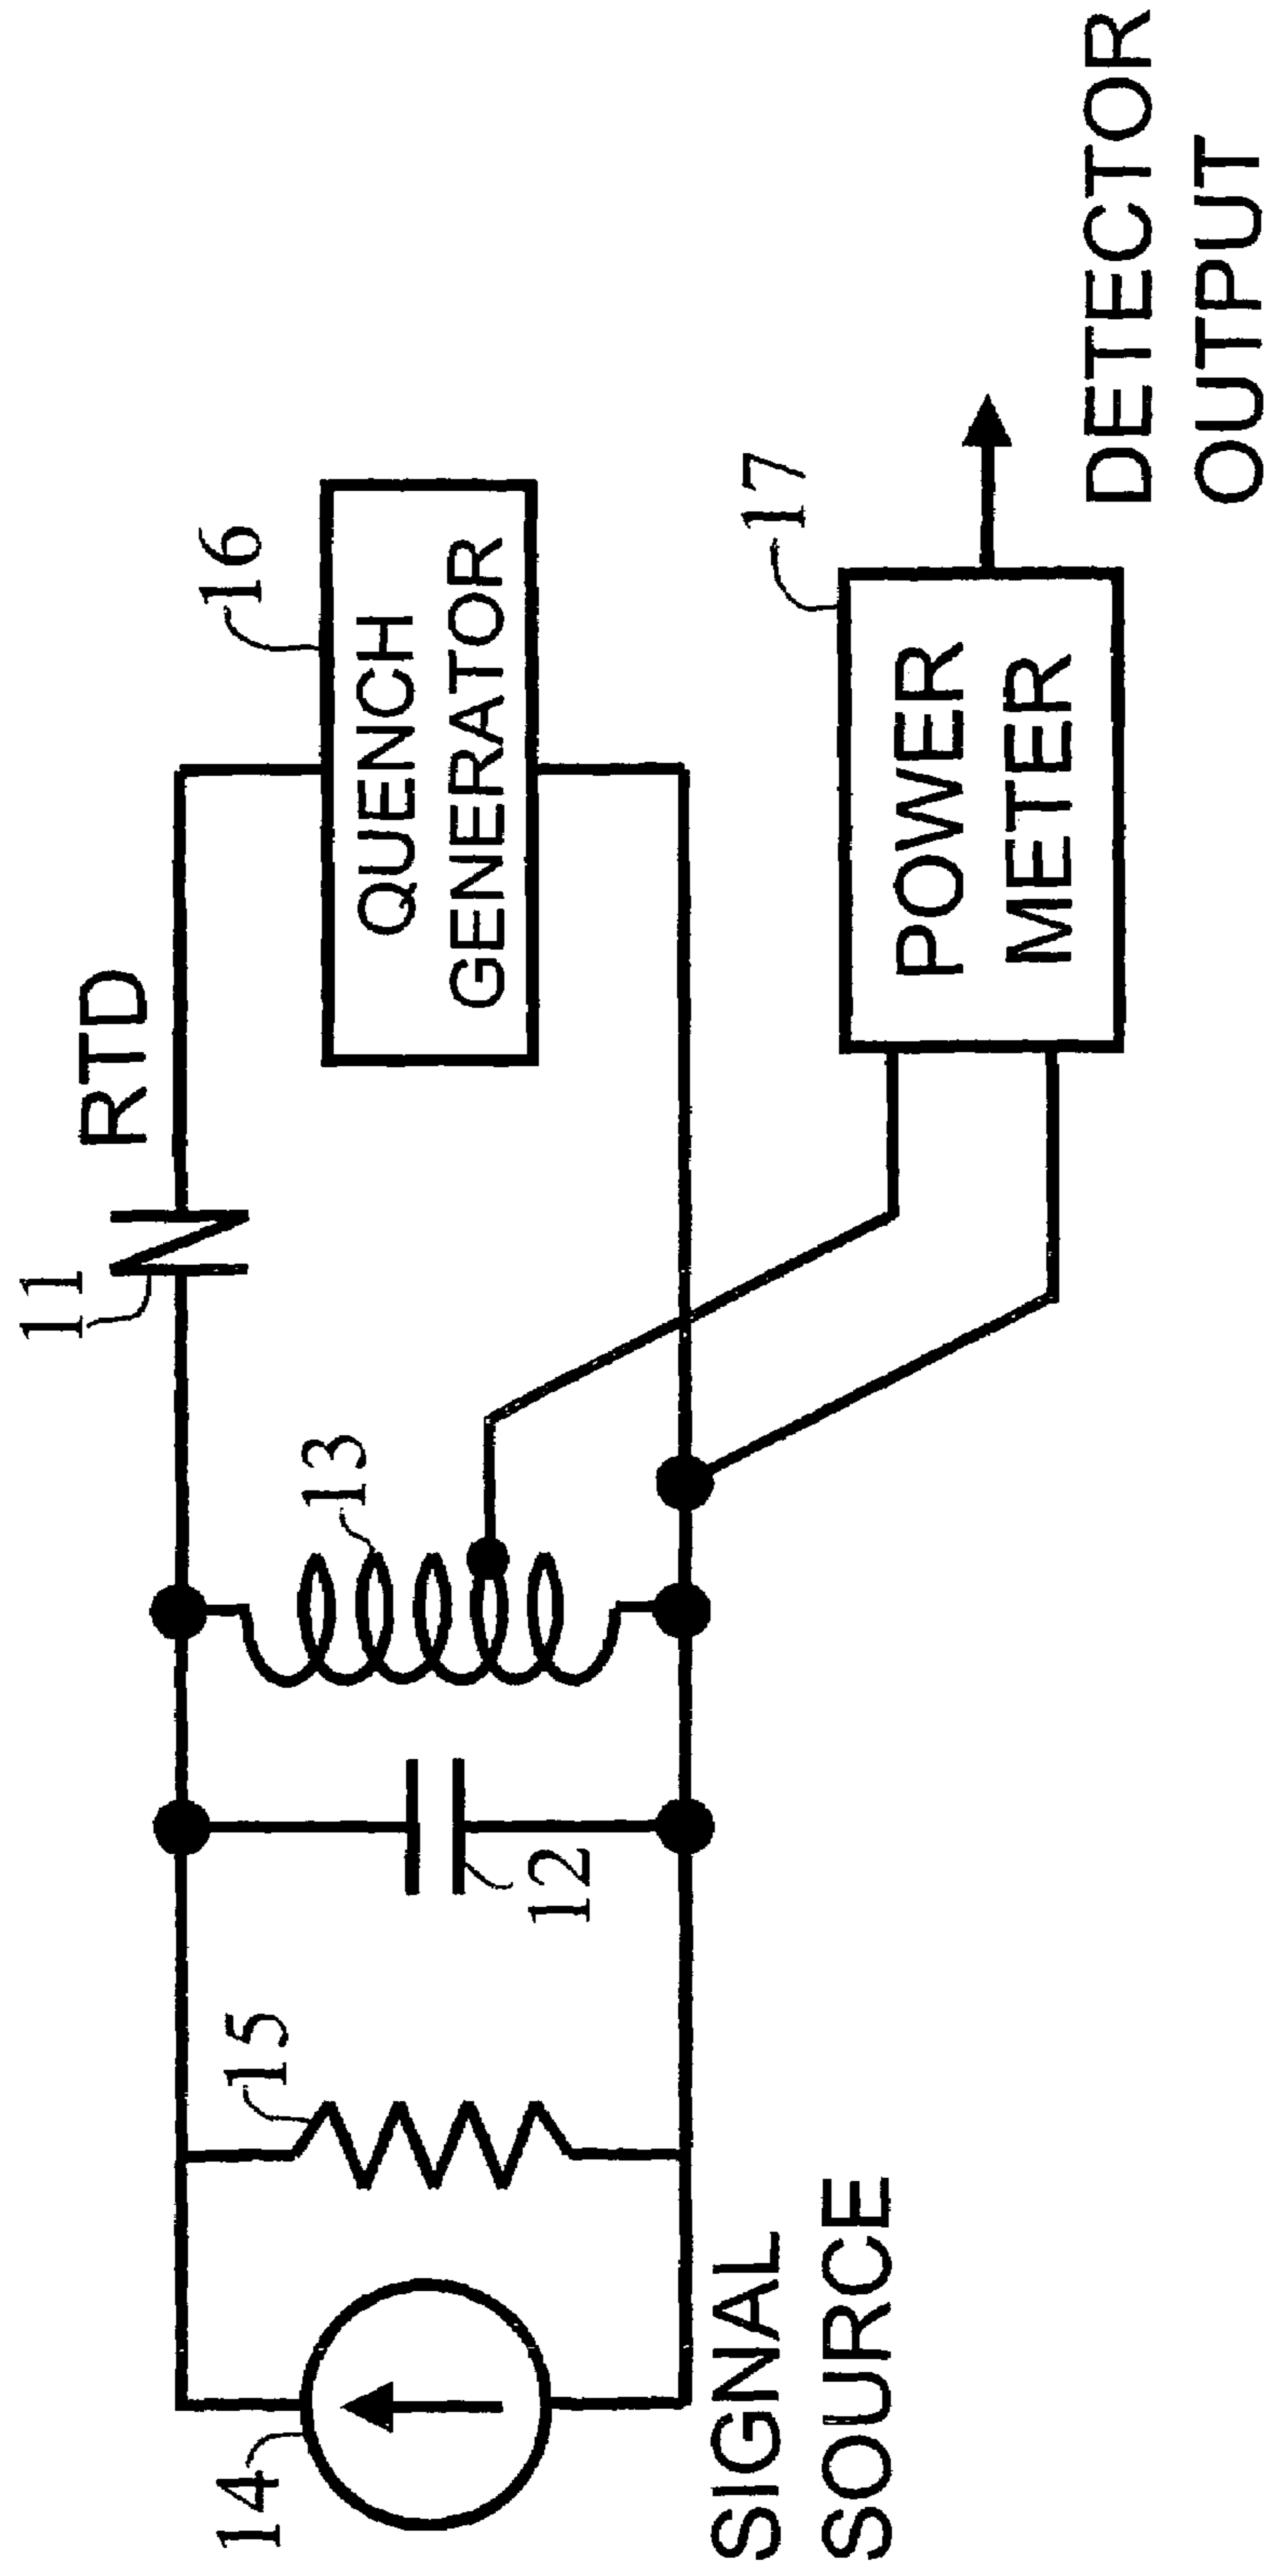 11
RTD
16
QUENCH
GENERATOR
13
12
15
14
SIGNAL
SOURCE
17
POWER
METER
DETECTOR
OUTPUT